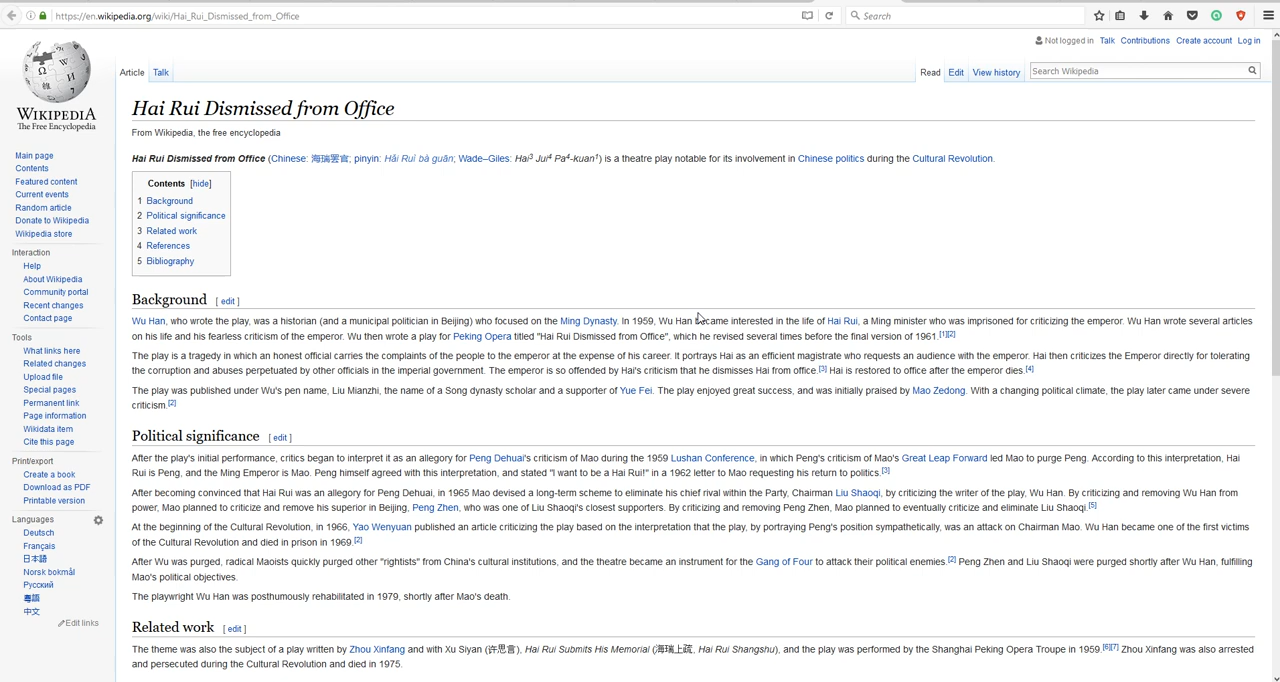 https://en.wikipedia.org/wiki/Hai_Rui_Dismissed_from_Office
Search
Not logged in Talk Contributions Create account Log in
Article Talk
Read Edit View history
Search Wikipedia
WIKIPEDIA
The Free Encyclopedia
Main page
Contents
Featured content
Current events
Random article
Donate to Wikipedia
Wikipedia store
Interaction
Help
About Wikipedia
Community portal
Recent changes
Contact page
Tools
What links here
Related changes
Upload file
Special pages
Permanent link
Page information
Wikidata item
Cite this page
Print/export
Create a book
Download as PDF
Printable version
Languages
Deutsch
Français
日本語
Norsk bokmål
Русский
粵語
中文
Edit links
Hai Rui Dismissed from Office
From Wikipedia, the free encyclopedia
Hai Rui Dismissed from Office (Chinese: 海瑞罢官; pinyin: Hǎi Ruì bà guān; Wade–Giles: Hai³ Jui⁴ Pa⁴-kuan¹) is a theatre play notable for its involvement in Chinese politics during the Cultural Revolution.
Contents [hide]
1 Background
2 Political significance
3 Related work
4 References
5 Bibliography
Background [ edit ]
Wu Han, who wrote the play, was a historian (and a municipal politician in Beijing) who focused on the Ming Dynasty. In 1959, Wu Han became interested in the life of Hai Rui, a Ming minister who was imprisoned for criticizing the emperor. Wu Han wrote several articles
on his life and his fearless criticism of the emperor. Wu then wrote a play for Peking Opera titled "Hai Rui Dismissed from Office", which he revised several times before the final version of 1961.[1][2]
The play is a tragedy in which an honest official carries the complaints of the people to the emperor at the expense of his career. It portrays Hai as an efficient magistrate who requests an audience with the emperor. Hai then criticizes the Emperor directly for tolerating
the corruption and abuses perpetuated by other officials in the imperial government. The emperor is so offended by Hai's criticism that he dismisses Hai from office.[3] Hai is restored to office after the emperor dies.[4]
The play was published under Wu's pen name, Liu Mianzhi, the name of a Song dynasty scholar and a supporter of Yue Fei. The play enjoyed great success, and was initially praised by Mao Zedong. With a changing political climate, the play later came under severe
criticism.[2]
Political significance [ edit ]
After the play's initial performance, critics began to interpret it as an allegory for Peng Dehuai's criticism of Mao during the 1959 Lushan Conference, in which Peng's criticism of Mao's Great Leap Forward led Mao to purge Peng. According to this interpretation, Hai
Rui is Peng, and the Ming Emperor is Mao. Peng himself agreed with this interpretation, and stated "I want to be a Hai Rui!" in a 1962 letter to Mao requesting his return to politics.[3]
After becoming convinced that Hai Rui was an allegory for Peng Dehuai, in 1965 Mao devised a long-term scheme to eliminate his chief rival within the Party, Chairman Liu Shaoqi, by criticizing the writer of the play, Wu Han. By criticizing and removing Wu Han from
power, Mao planned to criticize and remove his superior in Beijing, Peng Zhen, who was one of Liu Shaoqi's closest supporters. By criticizing and removing Peng Zhen, Mao planned to eventually criticize and eliminate Liu Shaoqi.[5]
At the beginning of the Cultural Revolution, in 1966, Yao Wenyuan published an article criticizing the play based on the interpretation that the play, by portraying Peng's position sympathetically, was an attack on Chairman Mao. Wu Han became one of the first victims
of the Cultural Revolution and died in prison in 1969.[2]
After Wu was purged, radical Maoists quickly purged other "rightists" from China's cultural institutions, and the theatre became an instrument for the Gang of Four to attack their political enemies.[2] Peng Zhen and Liu Shaoqi were purged shortly after Wu Han, fulfilling
Mao's political objectives.
The playwright Wu Han was posthumously rehabilitated in 1979, shortly after Mao's death.
Related work [ edit ]
The theme was also the subject of a play written by Zhou Xinfang and with Xu Siyan (许思言), Hai Rui Submits His Memorial (海瑞上疏, Hai Rui Shangshu), and the play was performed by the Shanghai Peking Opera Troupe in 1959.[6][7] Zhou Xinfang was also arrested
and persecuted during the Cultural Revolution and died in 1975.